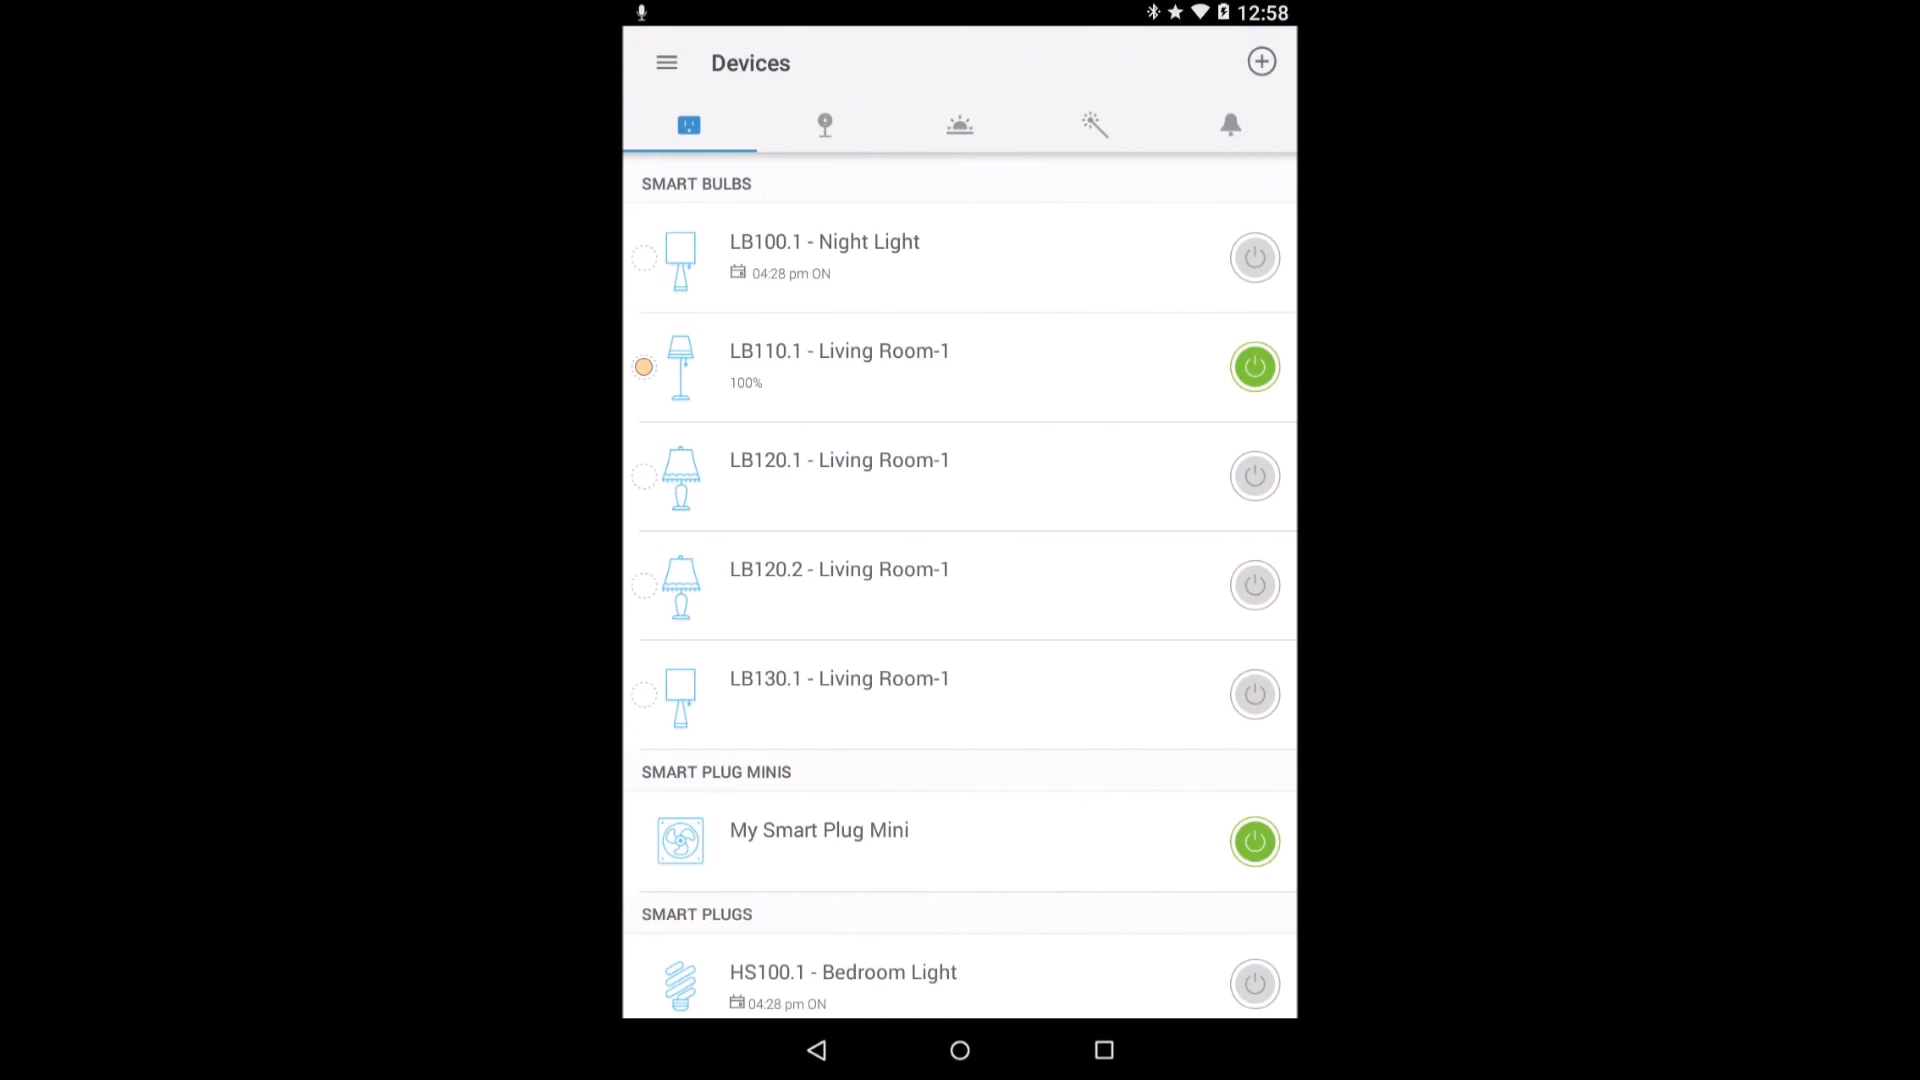 12:58
Devices
SMART BULBS
LB100.1 - Night Light
04:28 pm ON
LB110.1 - Living Room-1
100%
LB120.1 - Living Room-1
LB120.2 - Living Room-1
LB130.1 - Living Room-1
SMART PLUG MINIS
My Smart Plug Mini
SMART PLUGS
HS100.1 - Bedroom Light
04:28 pm ON